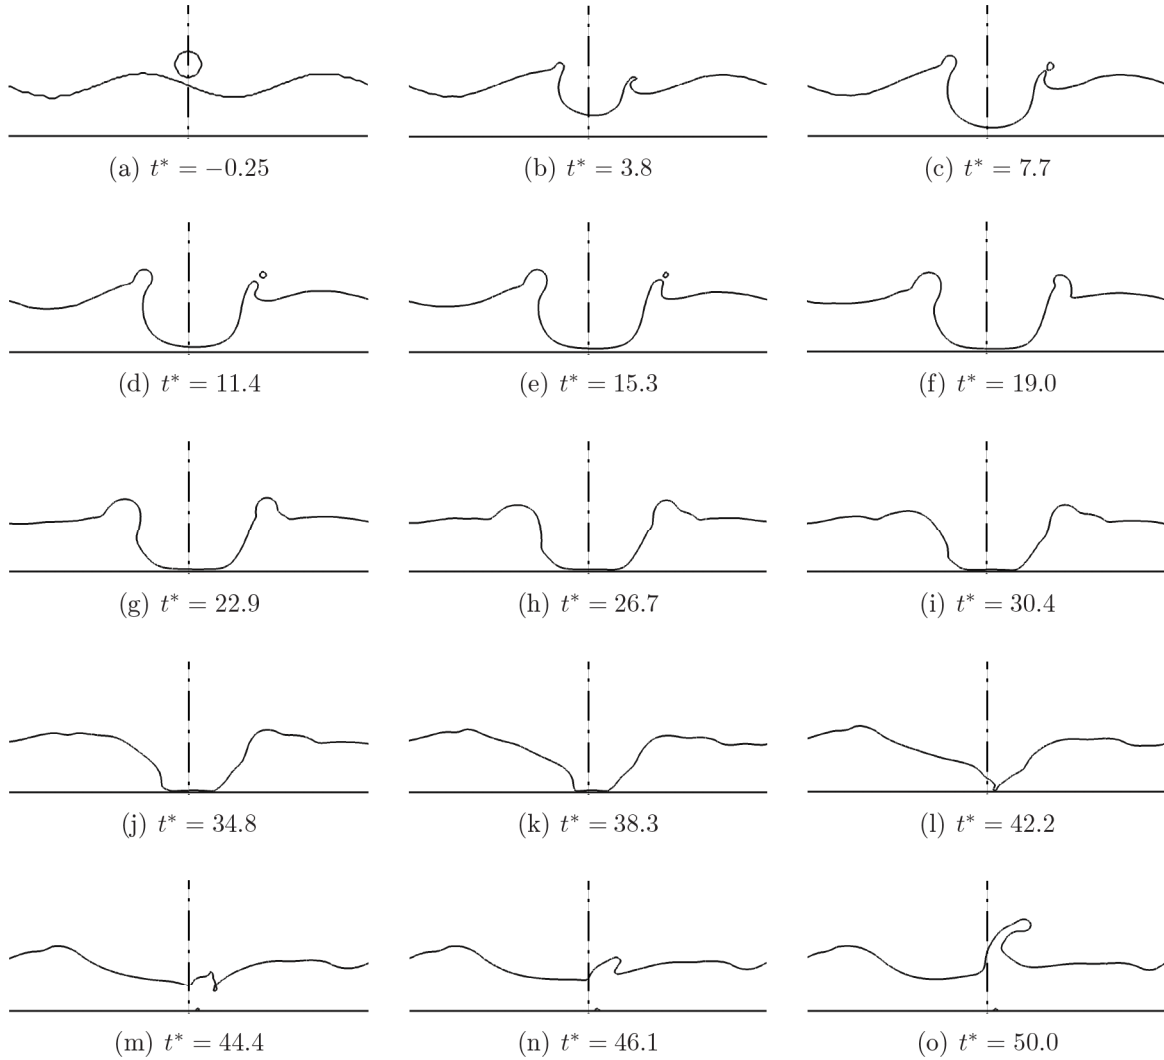 (a) t* = −0.25
(b) t* = 3.8
(c) t* = 7.7
(d) t* = 11.4
(e) t* = 15.3
(f) t* = 19.0
(g) t* = 22.9
(h) t* = 26.7
(i) t* = 30.4
(j) t* = 34.8
(k) t* = 38.3
(l) t* = 42.2
(m) t* = 44.4
(n) t* = 46.1
(o) t* = 50.0